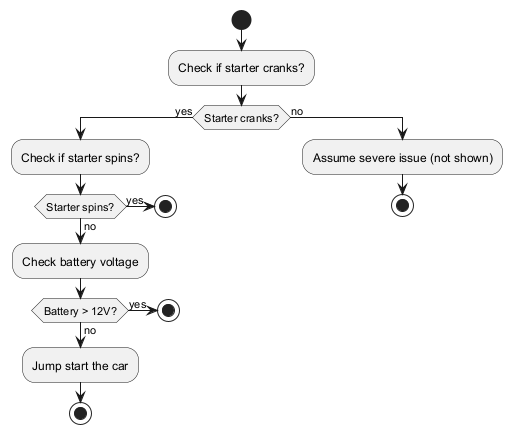 Check if starter cranks?
yes
Starter cranks?
no
Check if starter spins?
Assume severe issue (not shown)
Starter spins?
yes
no
Check battery voltage
Battery > 12V?
yes
no
Jump start the car